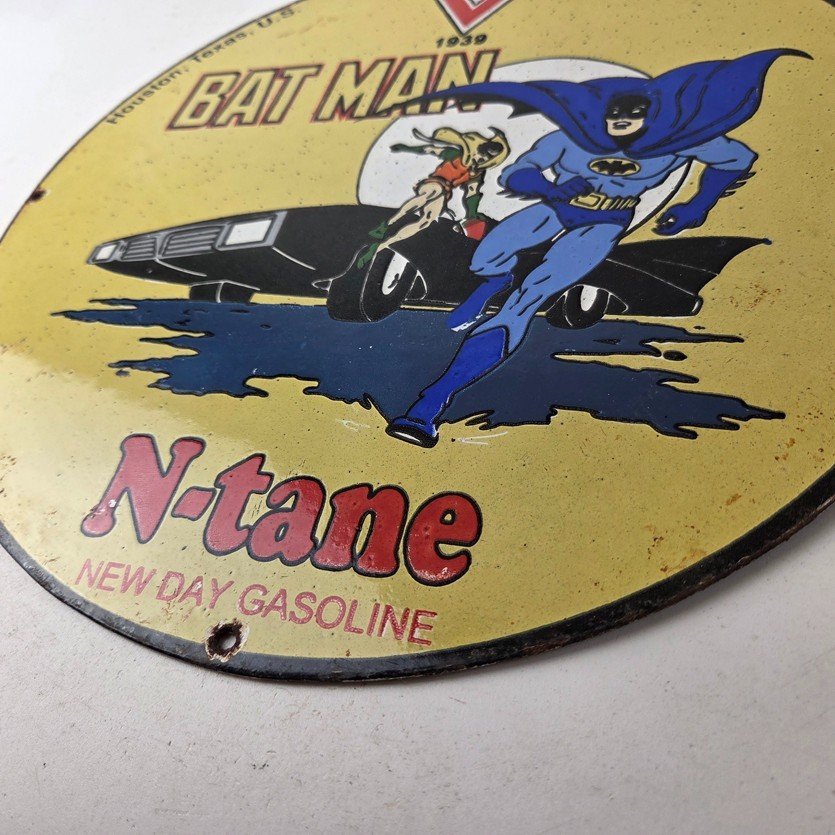 Houston, Texas, U.S.
1939
BAT MAN
N-tane
NEW DAY GASOLINE